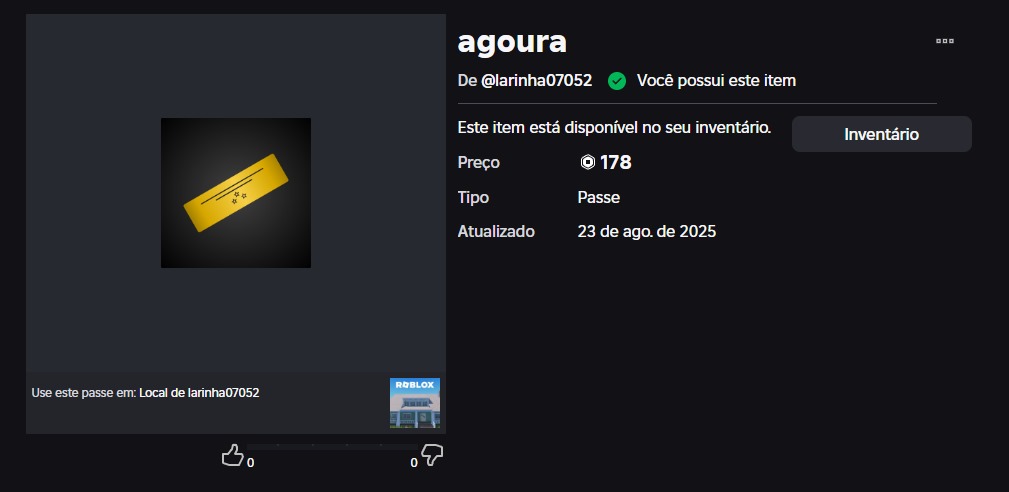 agoura
De @larinha07052 Você possui este item
Este item está disponível no seu inventário.
Inventário
Preço 178
Tipo Passe
Atualizado 23 de ago. de 2025
Use este passe em: Local de larinha07052
ROBLOX
0 0